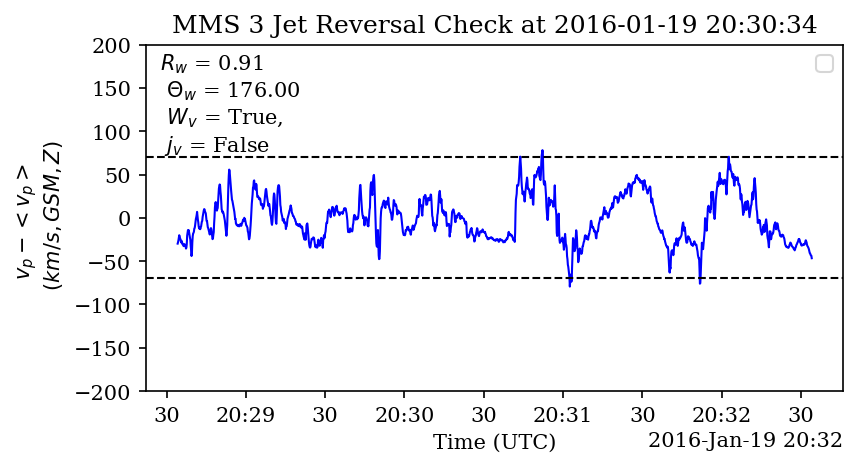 MMS 3 Jet Reversal Check at 2016-01-19 20:30:34
R_w = 0.91
Θ_w = 176.00
W_v = True,
j_v = False
v_p − < v_p >
(km/s, GSM, Z)
200
150
100
50
0
−50
−100
−150
−200
30 20:29 30 20:30 30 20:31 30 20:32 30
Time (UTC)
2016-Jan-19 20:32